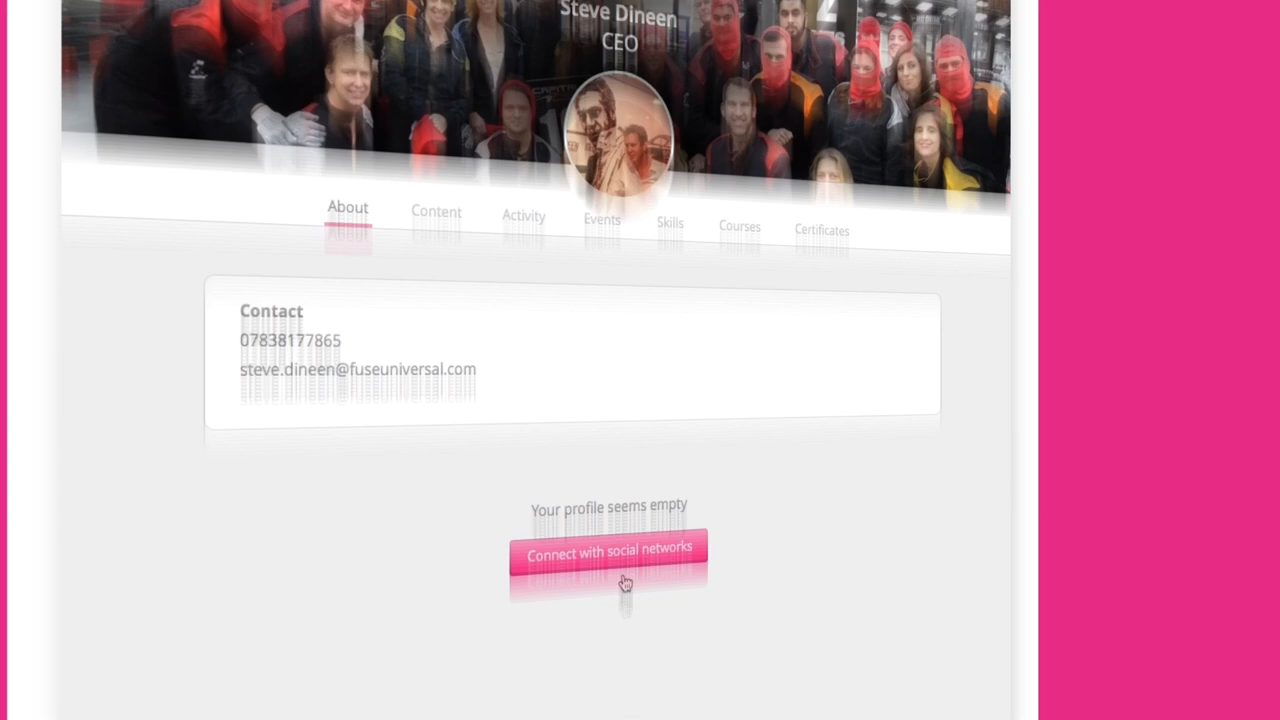 Steve Dineen
CEO
About
Content
Activity
Events
Skills
Courses
Certificates
Contact
07838177865
steve.dineen@fuseuniversal.com
Your profile seems empty
Connect with social networks